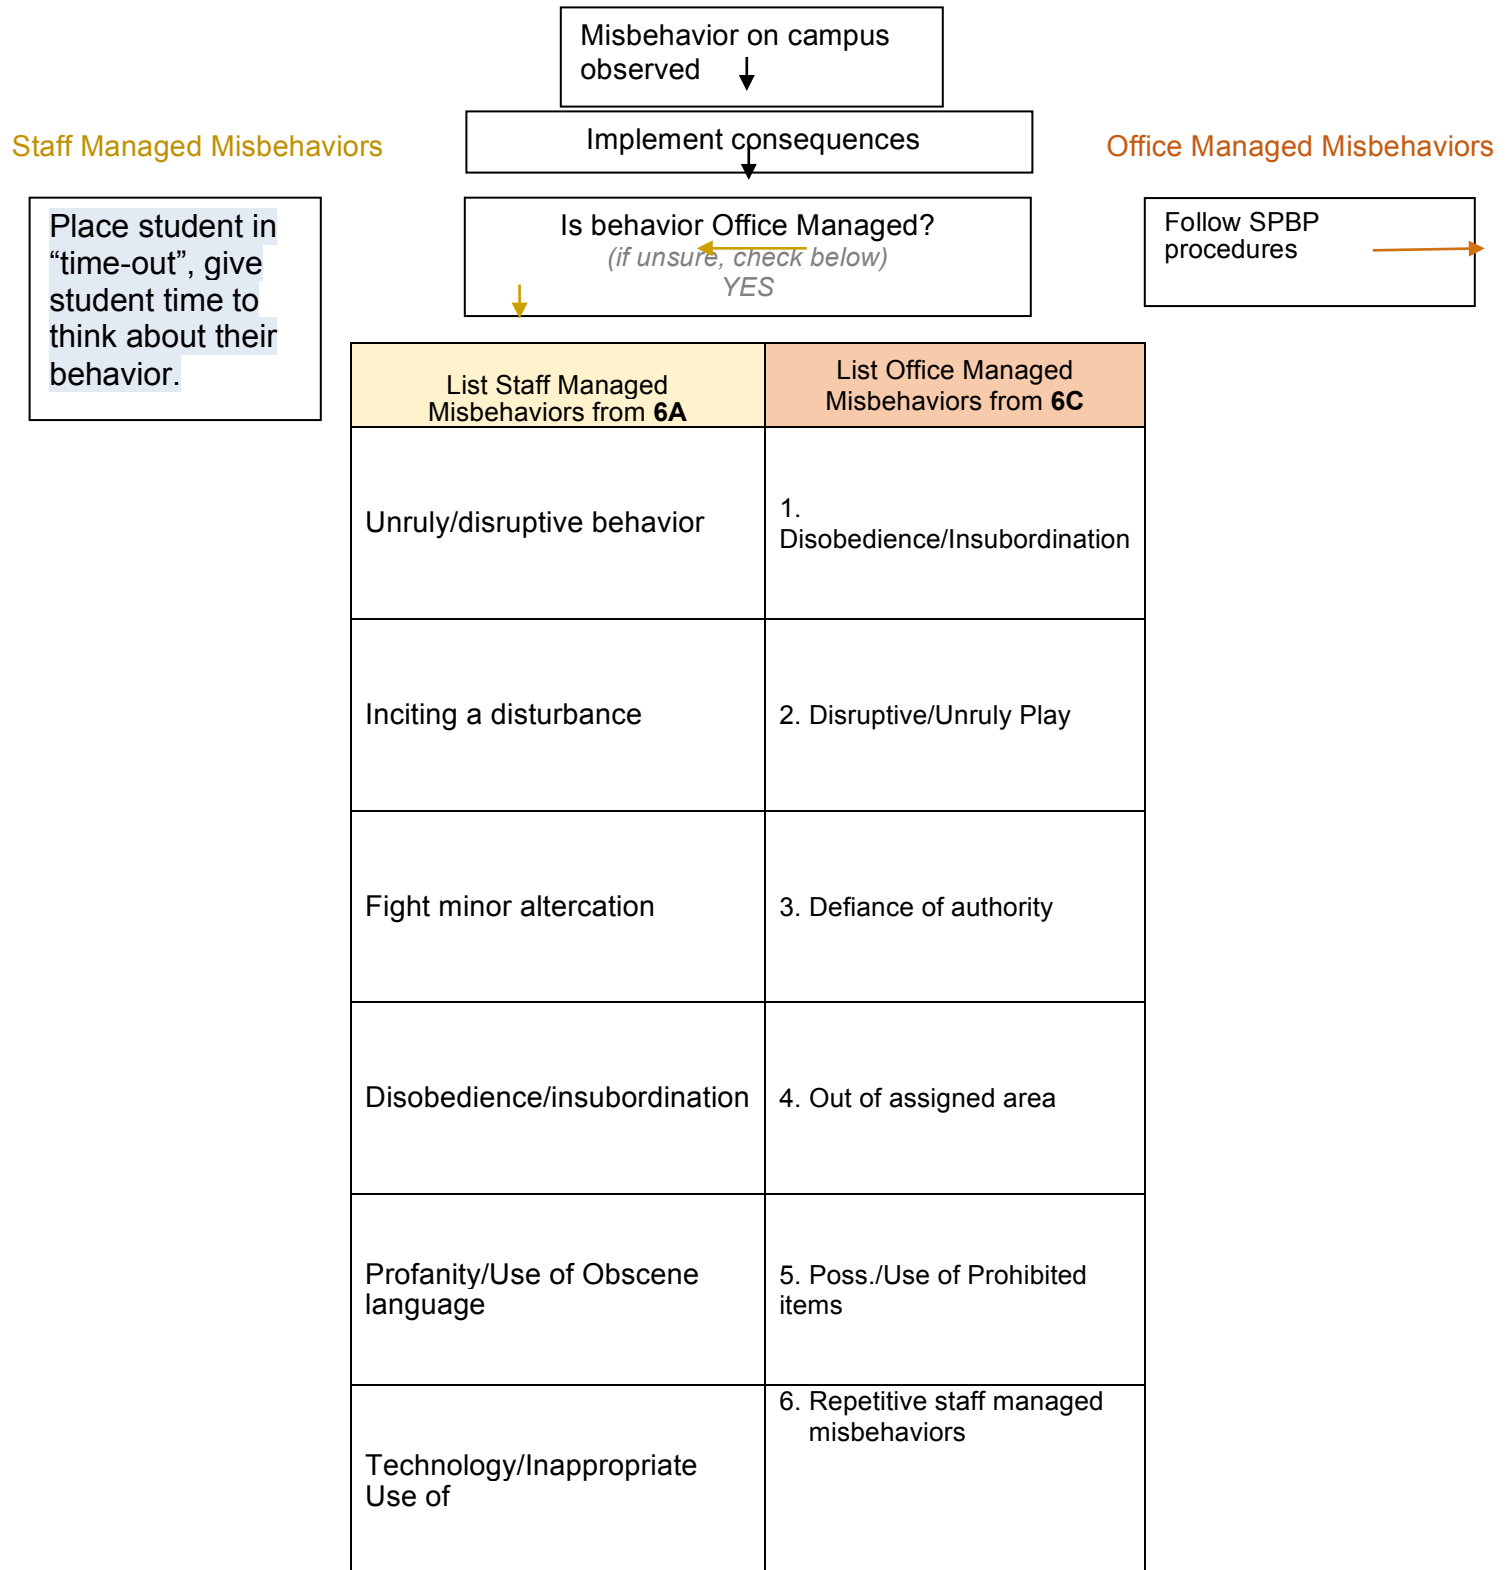 Misbehavior on campus
observed
Staff Managed Misbehaviors
Implement consequences
Office Managed Misbehaviors
Place student in
“time-out”, give
student time to
think about their
behavior.
Is behavior Office Managed?
(if unsure, check below)
YES
Follow SPBP
procedures
List Staff Managed
Misbehaviors from 6A
List Office Managed
Misbehaviors from 6C
Unruly/disruptive behavior
1.
Disobedience/Insubordination
Inciting a disturbance
2. Disruptive/Unruly Play
Fight minor altercation
3. Defiance of authority
Disobedience/insubordination
4. Out of assigned area
Profanity/Use of Obscene
language
5. Poss./Use of Prohibited
items
Technology/Inappropriate
Use of
6. Repetitive staff managed
misbehaviors